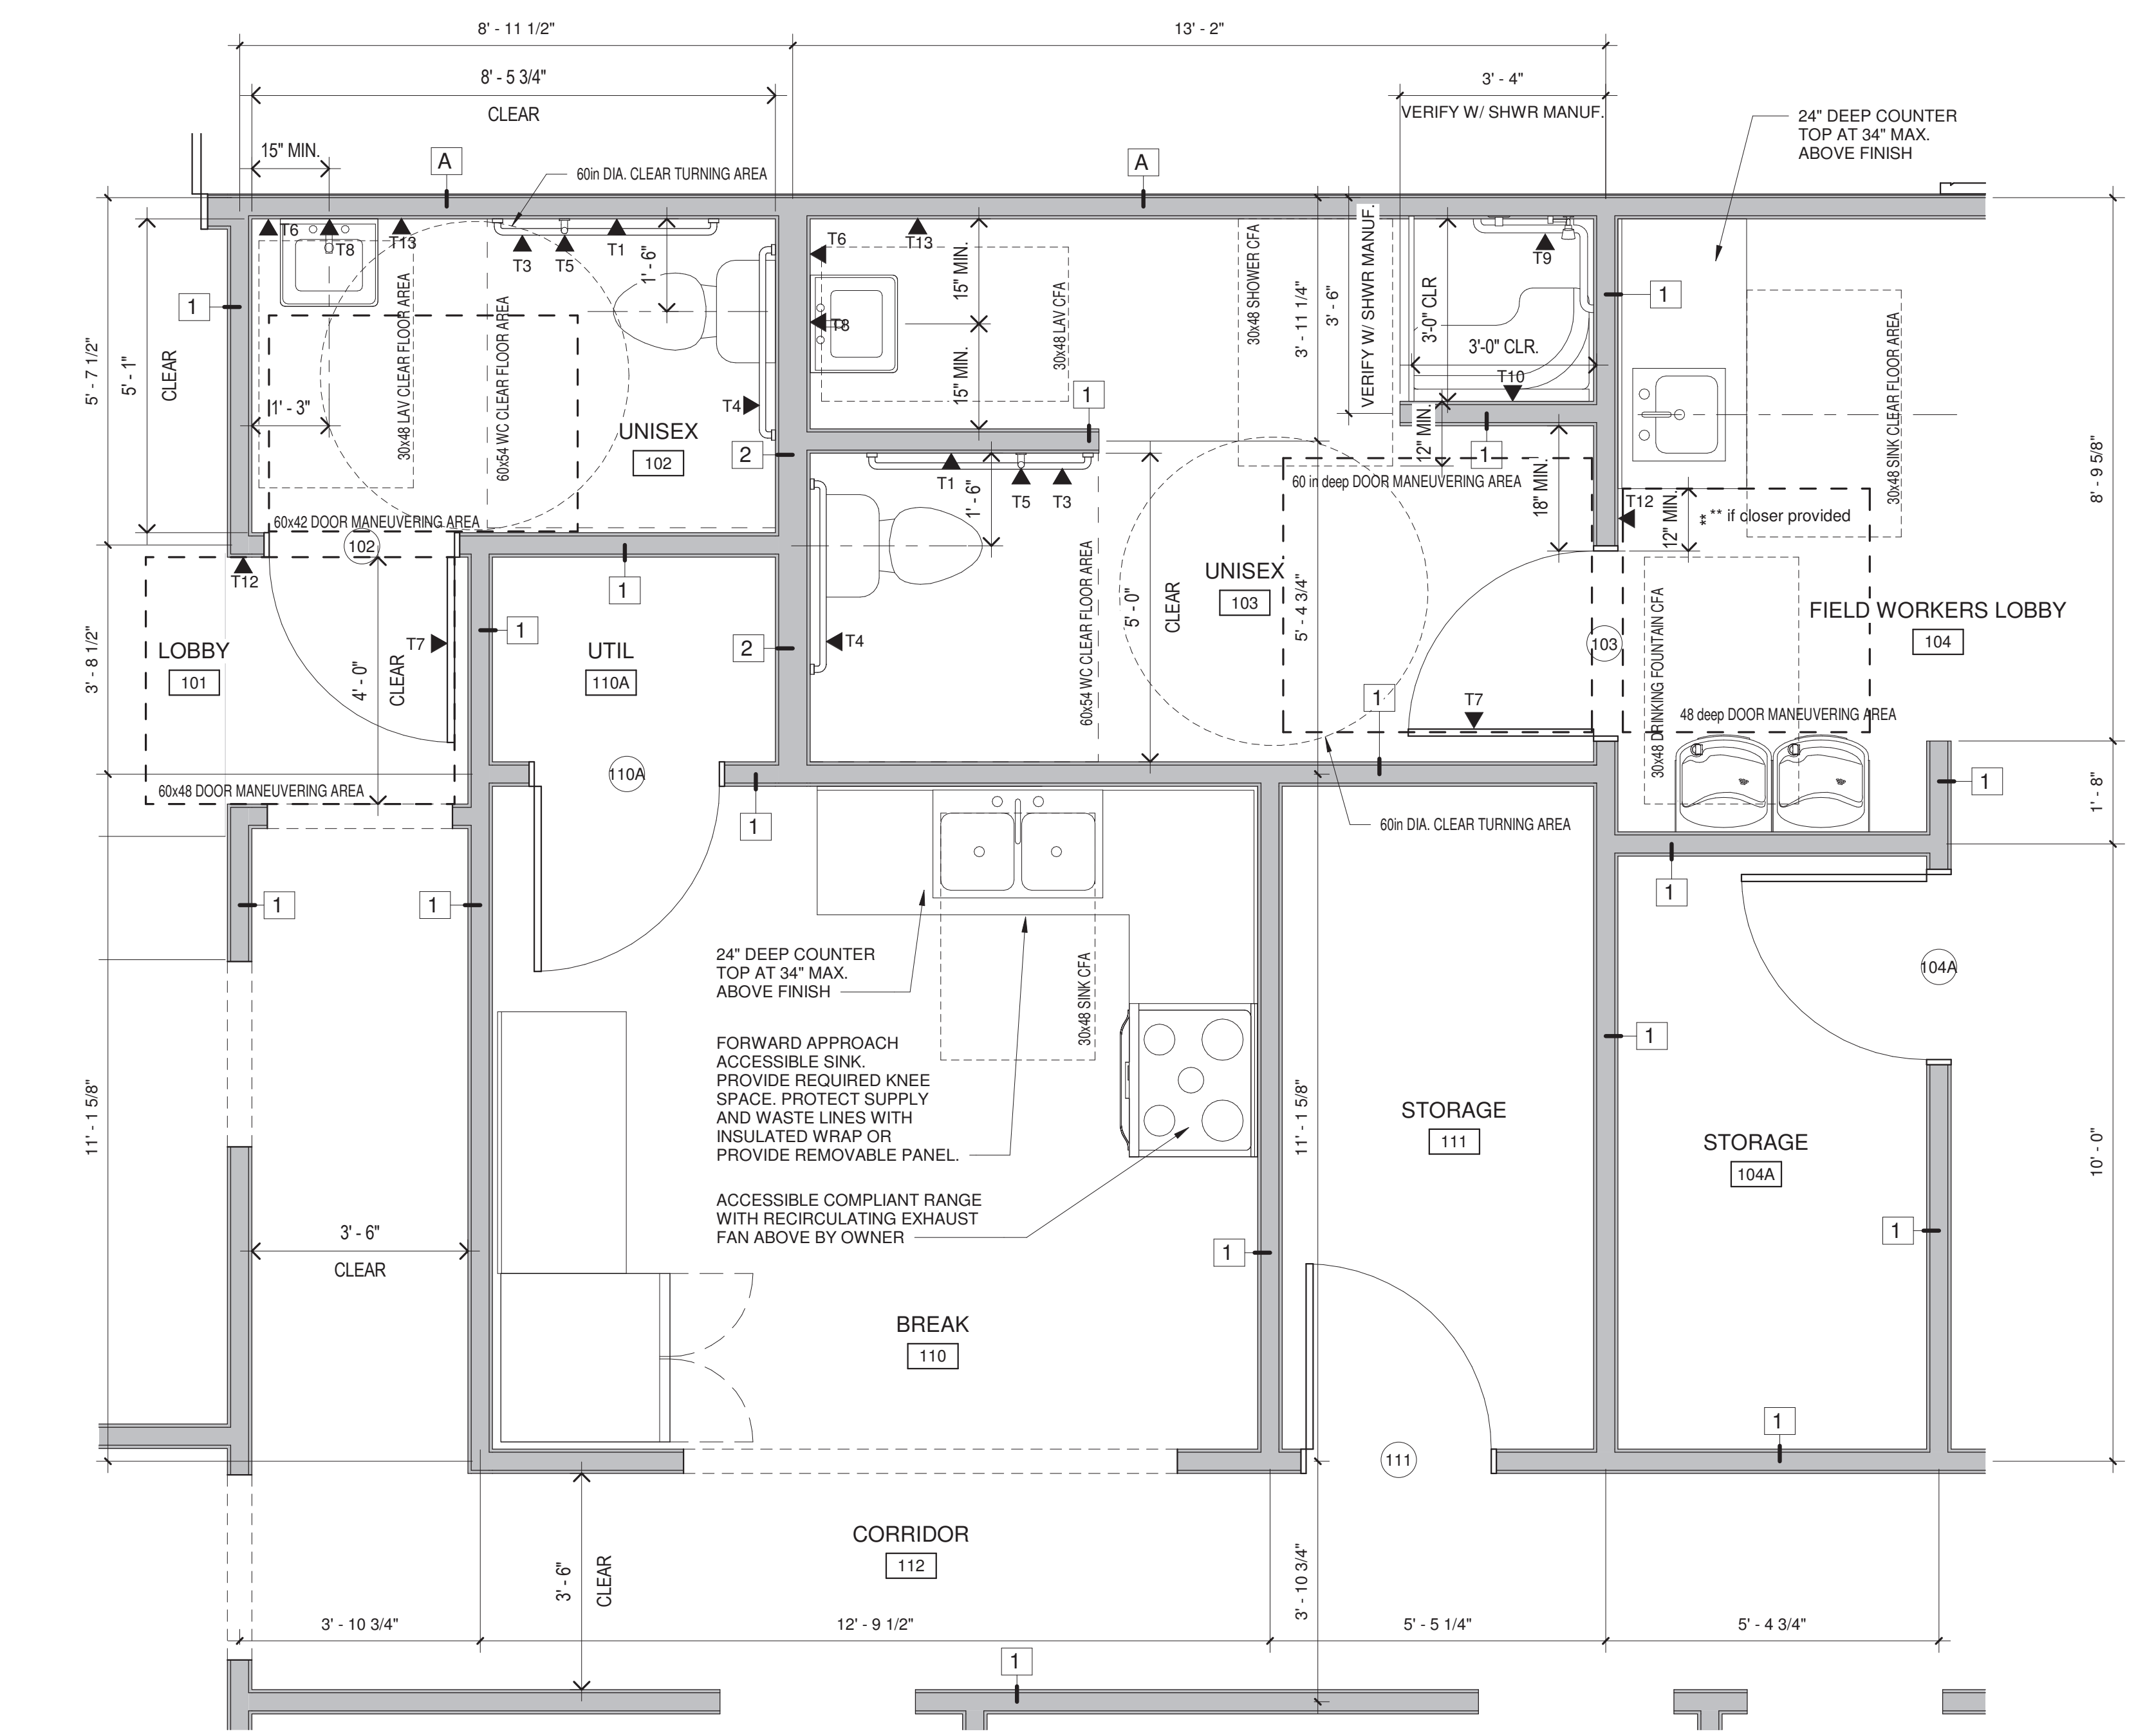 8' - 11 1/2"
13' - 2"
8' - 5 3/4"
CLEAR
3' - 4"
VERIFY W/ SHWR MANUF.
24" DEEP COUNTER
TOP AT 34" MAX.
ABOVE FINISH
15" MIN.
A
60in DIA. CLEAR TURNING AREA
A
T6
T8
T13
T3
T5
T1
1' - 6"
T6
T13
15" MIN.
30x48 SHOWER CFA
3' - 11 1/4"
3' - 6"
VERIFY W/ SHWR MANUF.
3'-0" CLR
T9
1
1
5' - 7 1/2"
5' - 1"
CLEAR
30x48 LAV CLEAR FLOOR AREA
60x54 WC CLEAR FLOOR AREA
T8
15" MIN.
30x48 LAV CFA
3'-0" CLR.
T10
30x48 SINK CLEAR FLOOR AREA
8' - 9 5/8"
1' - 3"
T4
1
UNISEX
102
2
12" MIN.
1
18" MIN.
60 in deep DOOR MANEUVERING AREA
T1
T5
T3
1' - 6"
T12
12" MIN.
**
** if closer provided
60x42 DOOR MANEUVERING AREA
102
T12
1
3' - 8 1/2"
LOBBY
101
T7
4' - 0"
CLEAR
1
UTIL
110A
2
T4
60x54 WC CLEAR FLOOR AREA
5' - 0"
CLEAR
UNISEX
103
5' - 4 3/4"
1
T7
103
30x48 DRINKING FOUNTAIN CFA
FIELD WORKERS LOBBY
104
48 deep DOOR MANEUVERING AREA
60x48 DOOR MANEUVERING AREA
110A
1
60in DIA. CLEAR TURNING AREA
1
1' - 8"
1
1
1
24" DEEP COUNTER
TOP AT 34" MAX.
ABOVE FINISH
30x48 SINK CFA
104A
FORWARD APPROACH
ACCESSIBLE SINK.
PROVIDE REQUIRED KNEE
SPACE. PROTECT SUPPLY
AND WASTE LINES WITH
INSULATED WRAP OR
PROVIDE REMOVABLE PANEL.
1
11' - 1 5/8"
11' - 1 5/8"
STORAGE
111
STORAGE
104A
10' - 0"
ACCESSIBLE COMPLIANT RANGE
WITH RECIRCULATING EXHAUST
FAN ABOVE BY OWNER
3' - 6"
CLEAR
1
1
BREAK
110
1
111
CORRIDOR
112
3' - 6"
CLEAR
3' - 10 3/4"
3' - 10 3/4"
12' - 9 1/2"
5' - 5 1/4"
5' - 4 3/4"
1